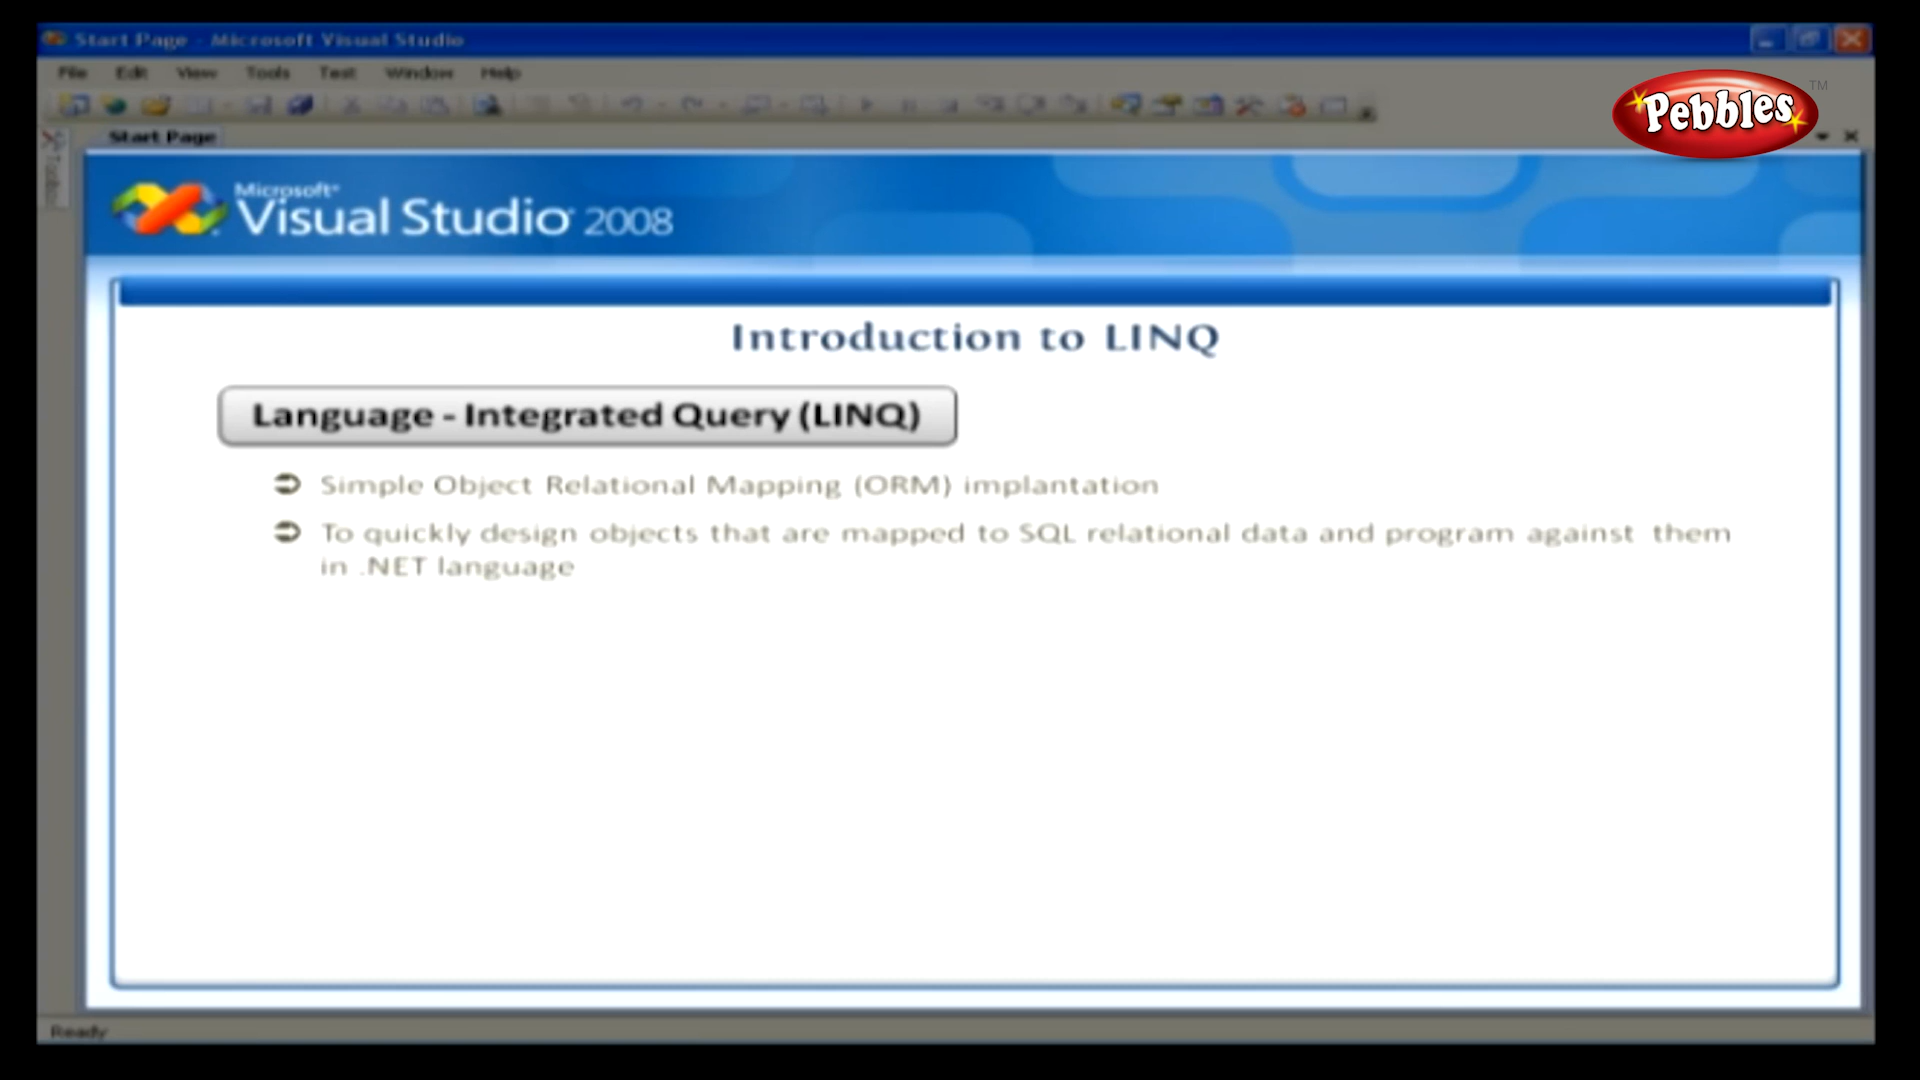 Start Page - Microsoft Visual Studio
File Edit View Tools Test Window Help
Pebbles TM
Start Page
Microsoft
Visual Studio 2008
Introduction to LINQ
Language - Integrated Query (LINQ)
Simple Object Relational Mapping (ORM) implantation
To quickly design objects that are mapped to SQL relational data and program against them
in .NET language
Ready